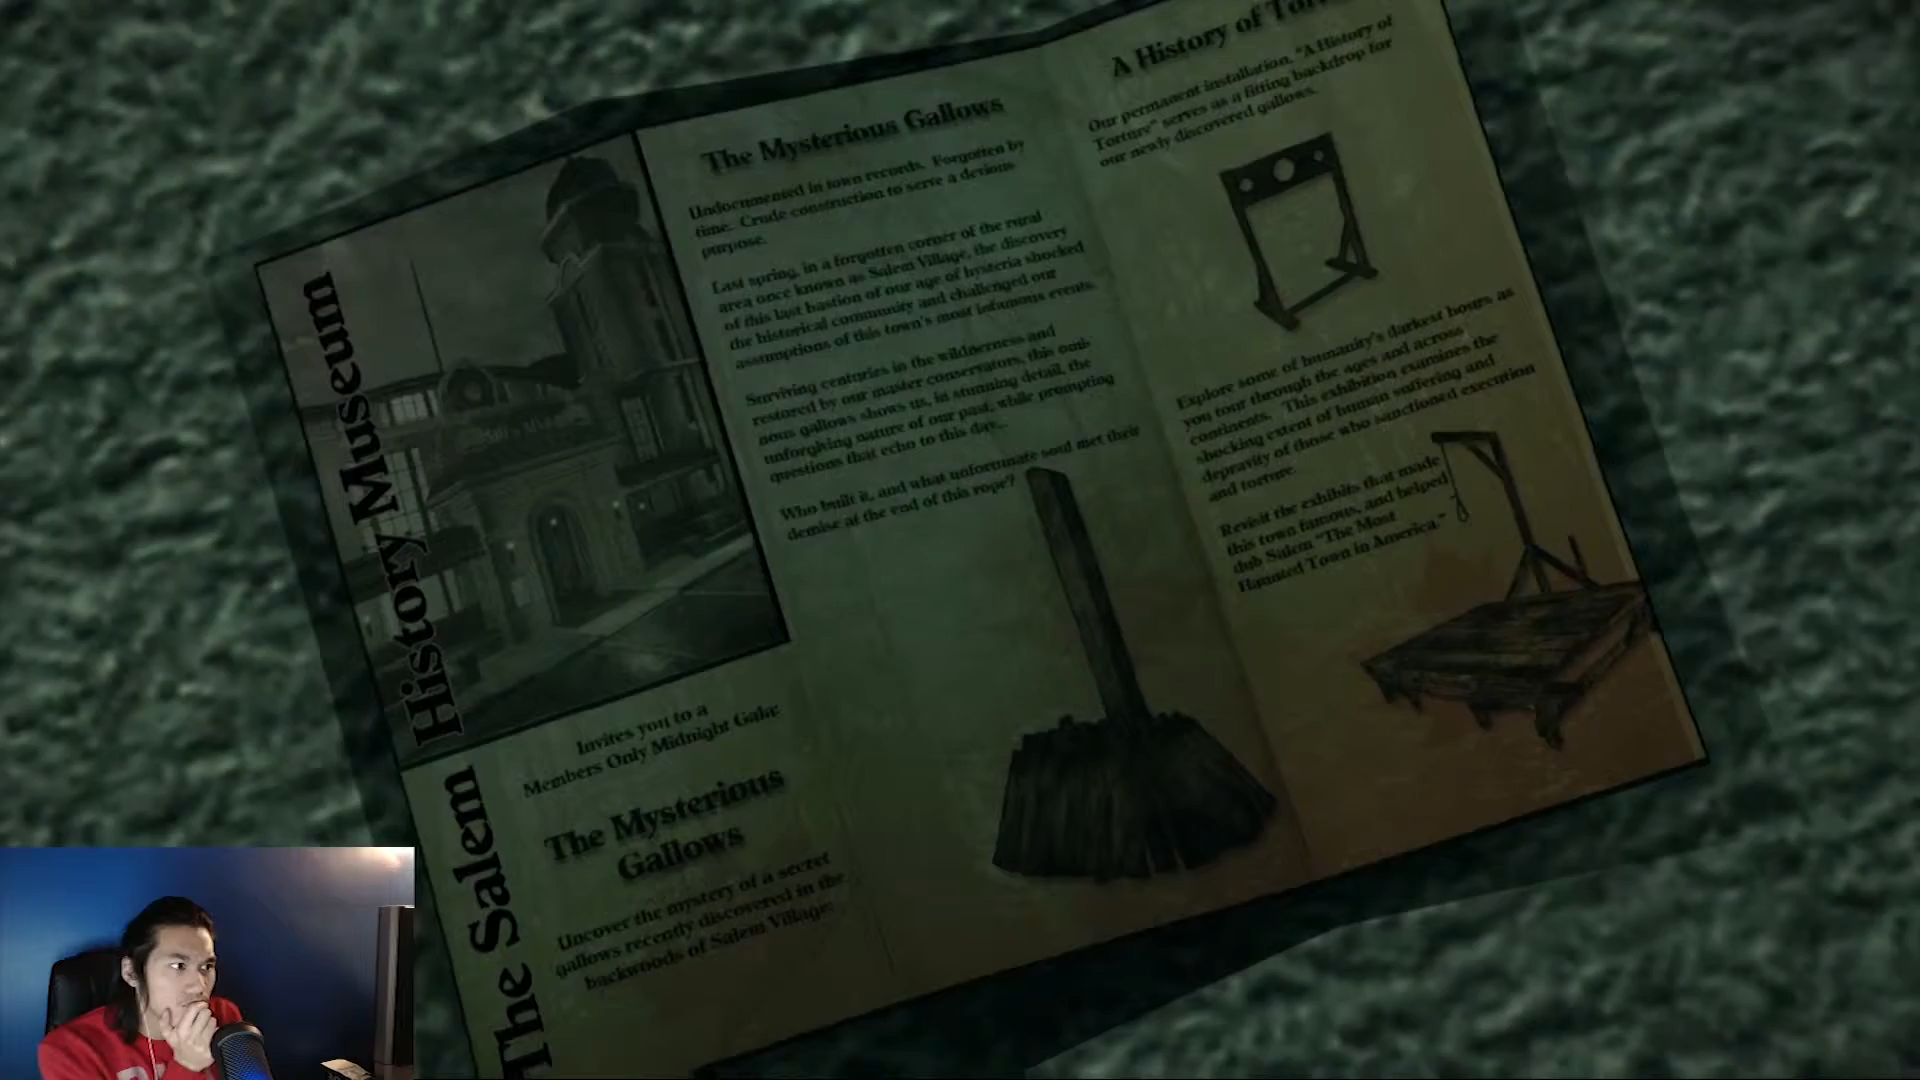 The Salem
History Museum
Invites you to a
Members Only Midnight Gala:
The Mysterious
Gallows
Uncover the mystery of a secret
gallows recently discovered in the
backwoods of Salem Village.
The Mysterious Gallows
Undocumented in town records. Forgotten by
time. Crude construction to serve a devious
purpose.
Last spring, in a forgotten corner of the rural
area once known as Salem Village, the discovery
of this last bastion of our age of hysteria shocked
the historical community and challenged our
assumptions of this town's most infamous events.
Surviving centuries in the wilderness and
restored by our master conservators, this omi-
nous gallows shows us, in stunning detail, the
unforgiving nature of our past, while prompting
questions that echo to this day...
Who built it, and what unfortunate soul met their
demise at the end of this rope?
A History of
Our permanent installation, "A History of
Torture" serves as a fitting backdrop for
our newly discovered gallows.
Explore some of humanity's darkest hours as
you tour through the ages and across
continents. This exhibition examines the
shocking extent of human suffering and
depravity of those who sanctioned execution
and torture.
Revisit the exhibits that made
this town famous, and helped
dub Salem "The Most
Haunted Town in America."